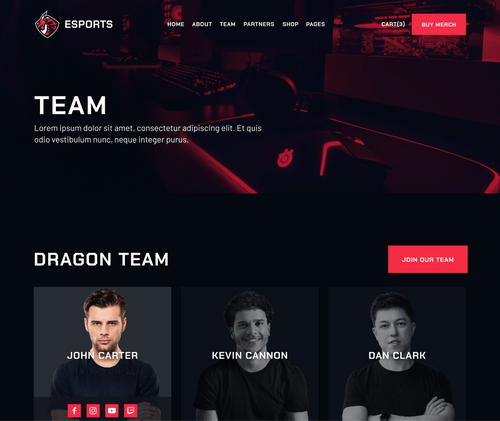 ESPORTS
HOME ABOUT TEAM PARTNERS SHOP PAGES
CART(3)
BUY MERCH
TEAM
Lorem ipsum dolor sit amet, consectetur adipiscing elit. Et quis
odio vestibulum nunc, neque integer purus.
DRAGON TEAM
JOIN OUR TEAM
JOHN CARTER
KEVIN CANNON
DAN CLARK